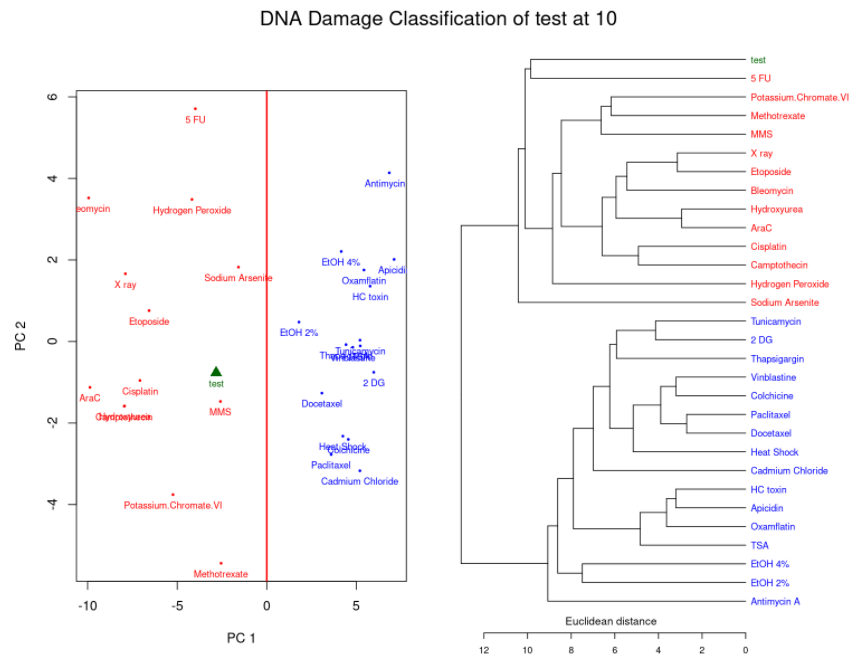 DNA Damage Classification of test at 10
PC 2
6
4
2
0
-2
-4
5 FU
Antimycin
eomycin
Hydrogen Peroxide
EtOH 4%
Apicidi
Sodium Arsenite
Oxamflatin
X ray
HC toxin
Etoposide
EtOH 2%
Tunicamycin
2 DG
test
Cisplatin
AraC
Docetaxel
MMS
Heat Shock
Colchicine
Paclitaxel
Cadmium Chloride
Potassium.Chromate.VI
Methotrexate
-10
-5
0
5
PC 1
test
5 FU
Potassium.Chromate.VI
Methotrexate
MMS
X ray
Etoposide
Bleomycin
Hydroxyurea
AraC
Cisplatin
Camptothecin
Hydrogen Peroxide
Sodium Arsenite
Tunicamycin
2 DG
Thapsigargin
Vinblastine
Colchicine
Paclitaxel
Docetaxel
Heat Shock
Cadmium Chloride
HC toxin
Apicidin
Oxamflatin
TSA
EtOH 4%
EtOH 2%
Antimycin A
Euclidean distance
12 10 8 6 4 2 0